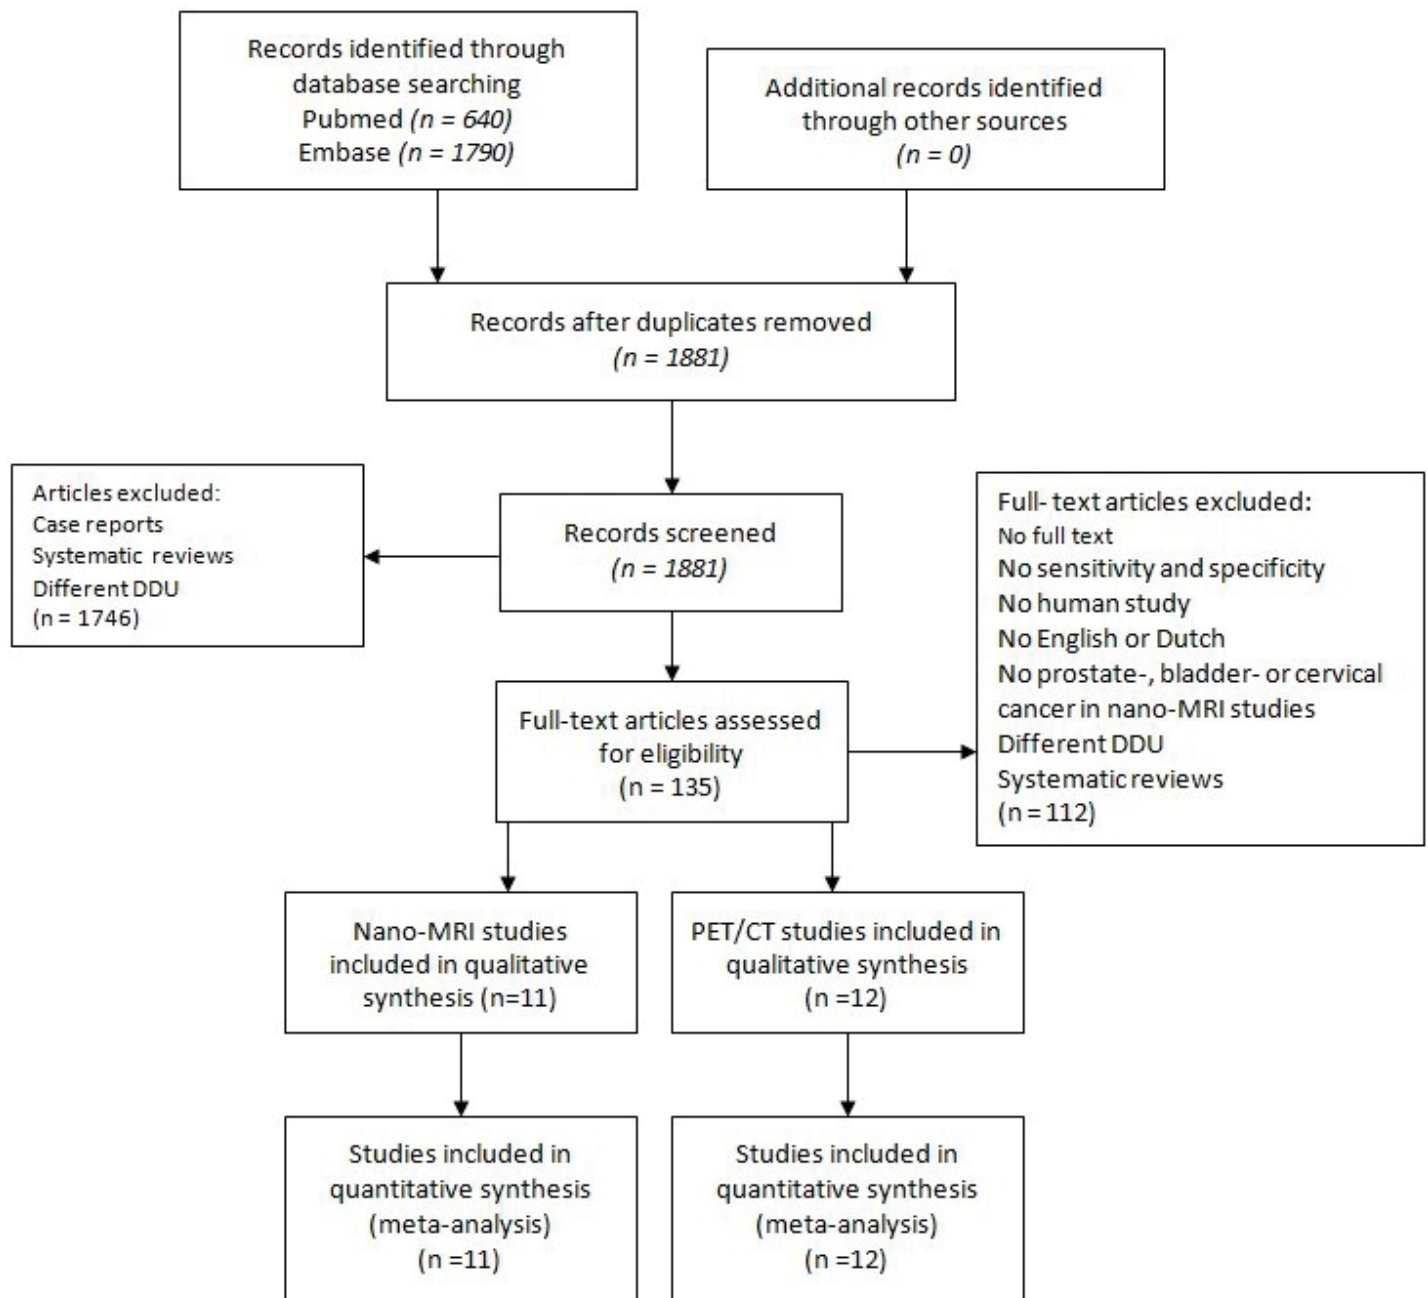 Records identified through
database searching
Pubmed (n = 640)
Embase (n = 1790)
Additional records identified
through other sources
(n = 0)
Records after duplicates removed
(n = 1881)
Articles excluded:
Case reports
Systematic reviews
Different DDU
(n = 1746)
Records screened
(n = 1881)
Full- text articles excluded:
No full text
No sensitivity and specificity
No human study
No English or Dutch
No prostate-, bladder- or cervical
cancer in nano-MRI studies
Different DDU
Systematic reviews
(n = 112)
Full-text articles assessed
for eligibility
(n = 135)
Nano-MRI studies
included in qualitative
synthesis (n=11)
PET/CT studies included in
qualitative synthesis
(n =12)
Studies included in
quantitative synthesis
(meta-analysis)
(n =11)
Studies included in
quantitative synthesis
(meta-analysis)
(n =12)